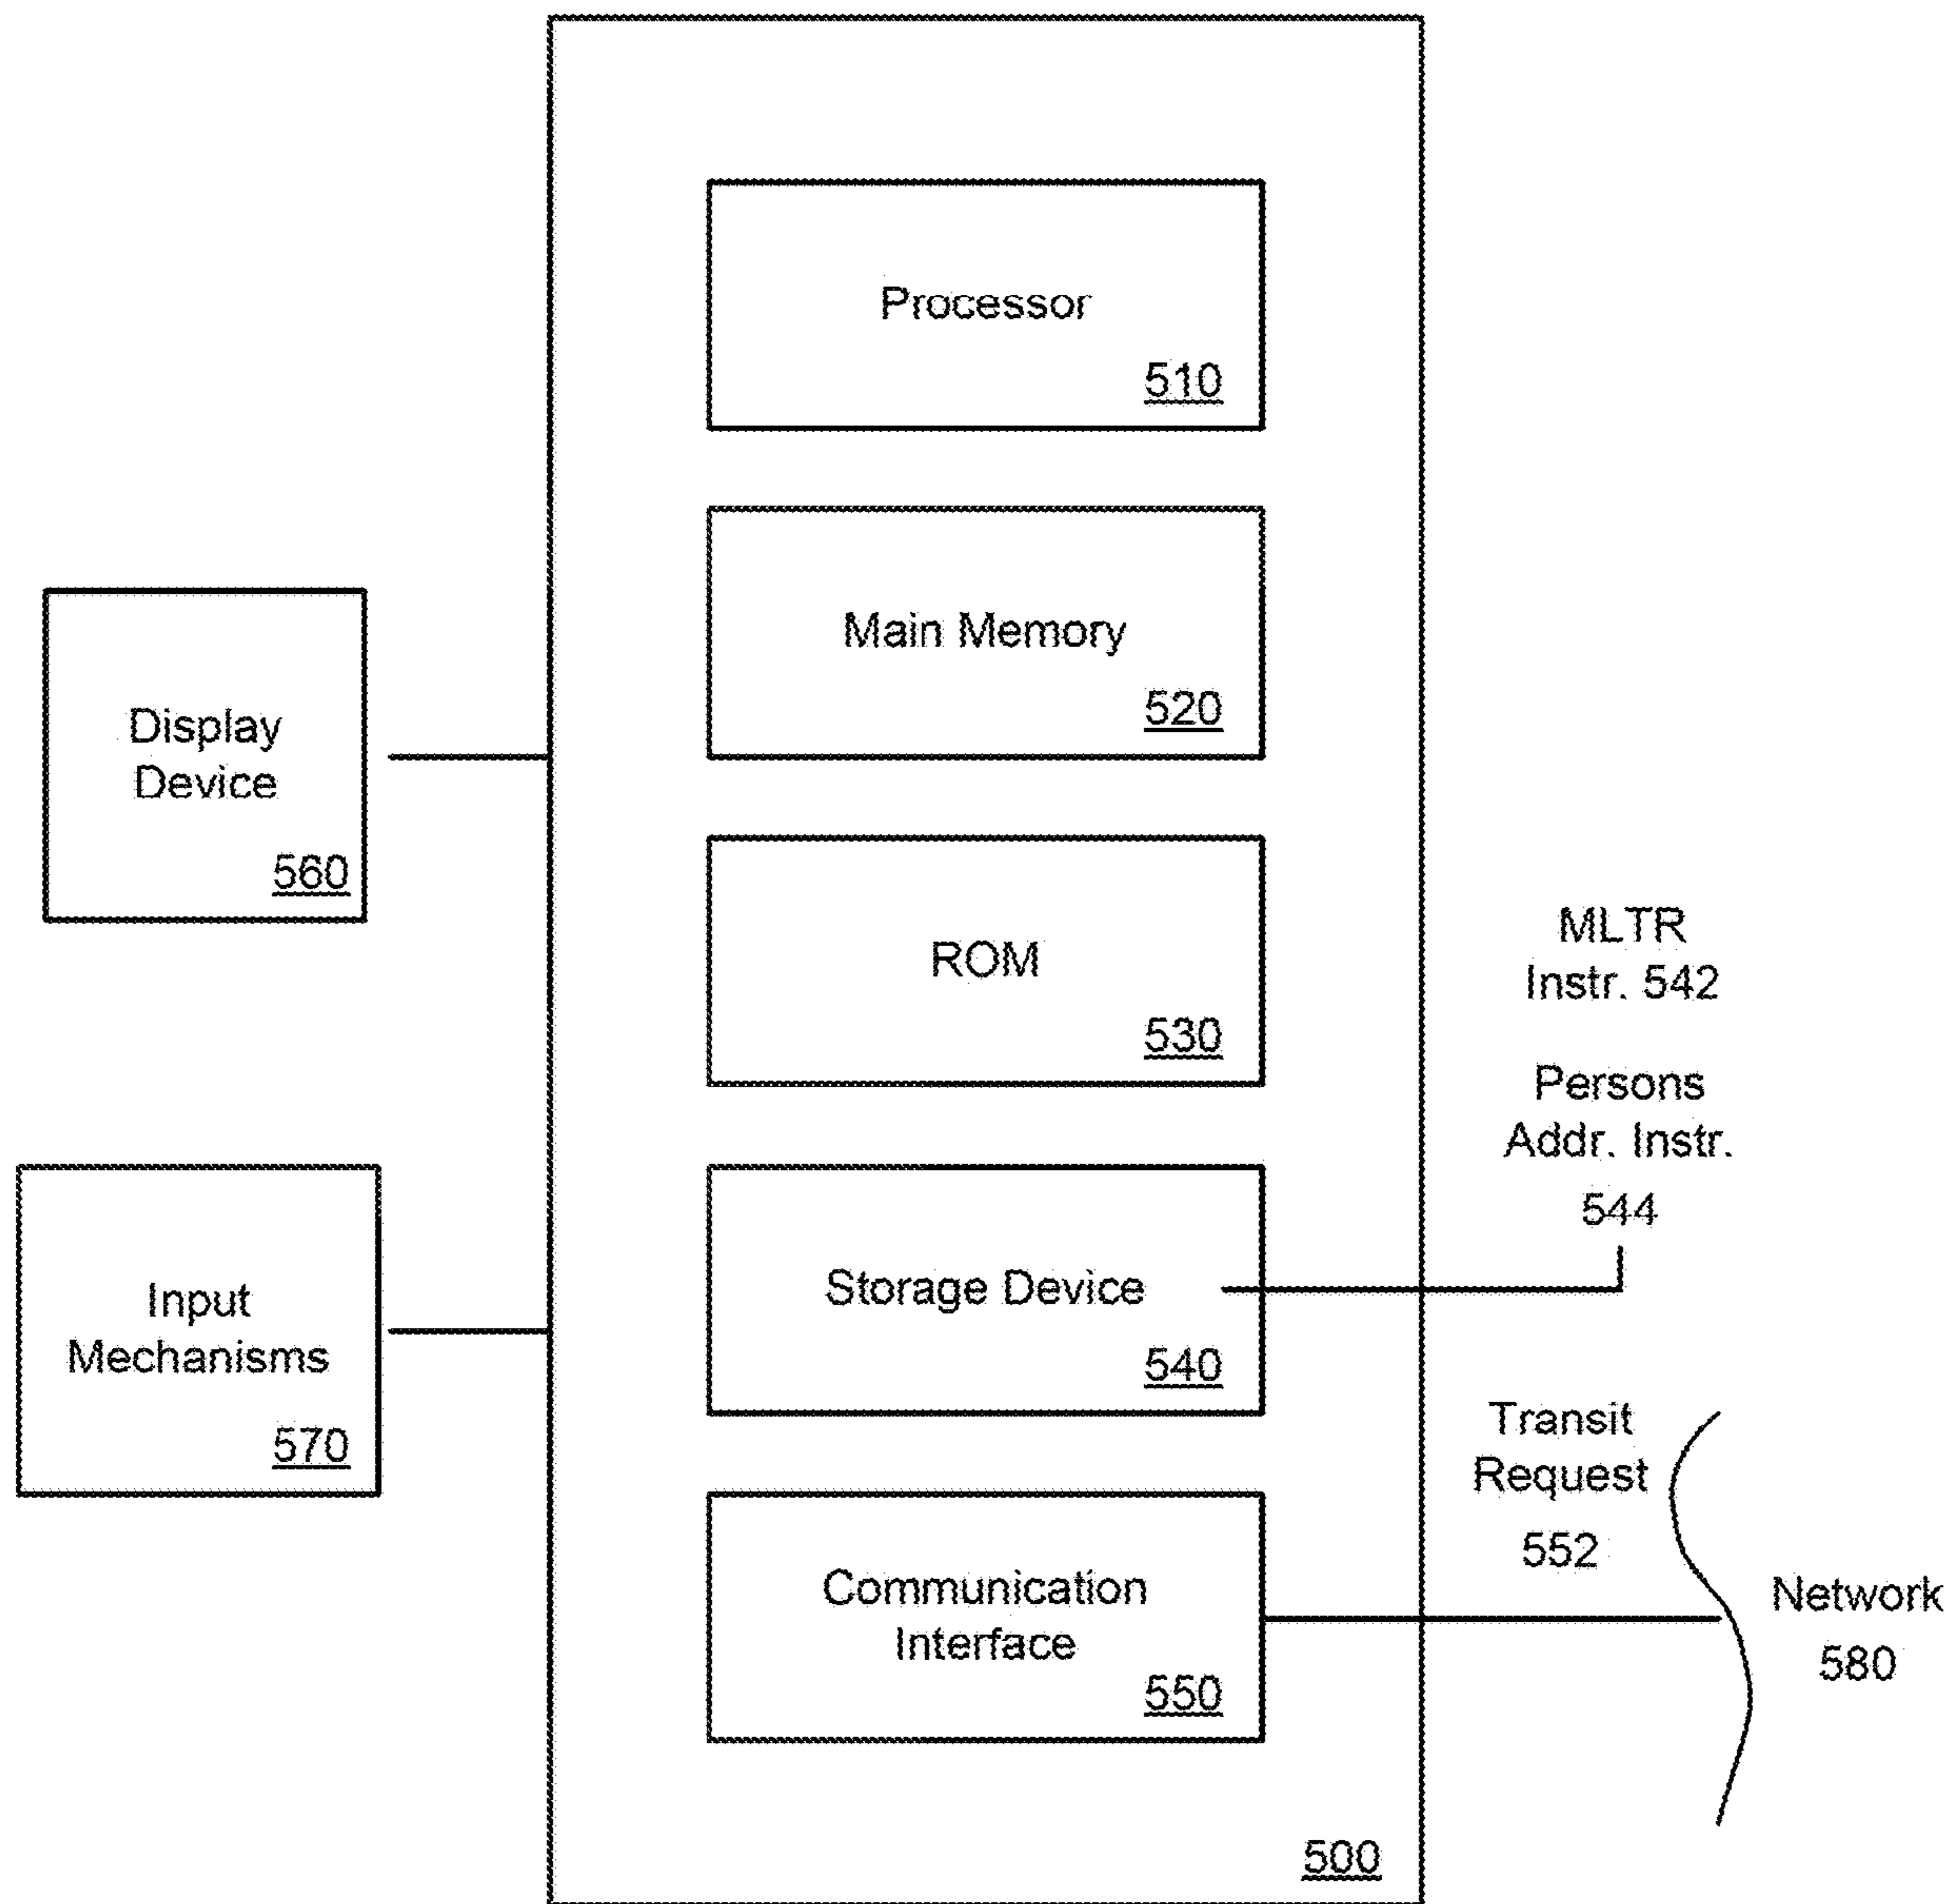 Processor
510
Main Memory
520
Display
Device
560
ROM
530
MLTR
Instr. 542
Persons
Addr. Instr.
544
Input
Mechanisms
570
Storage Device
540
Transit
Request
552
Communication
Interface
550
Network
580
500